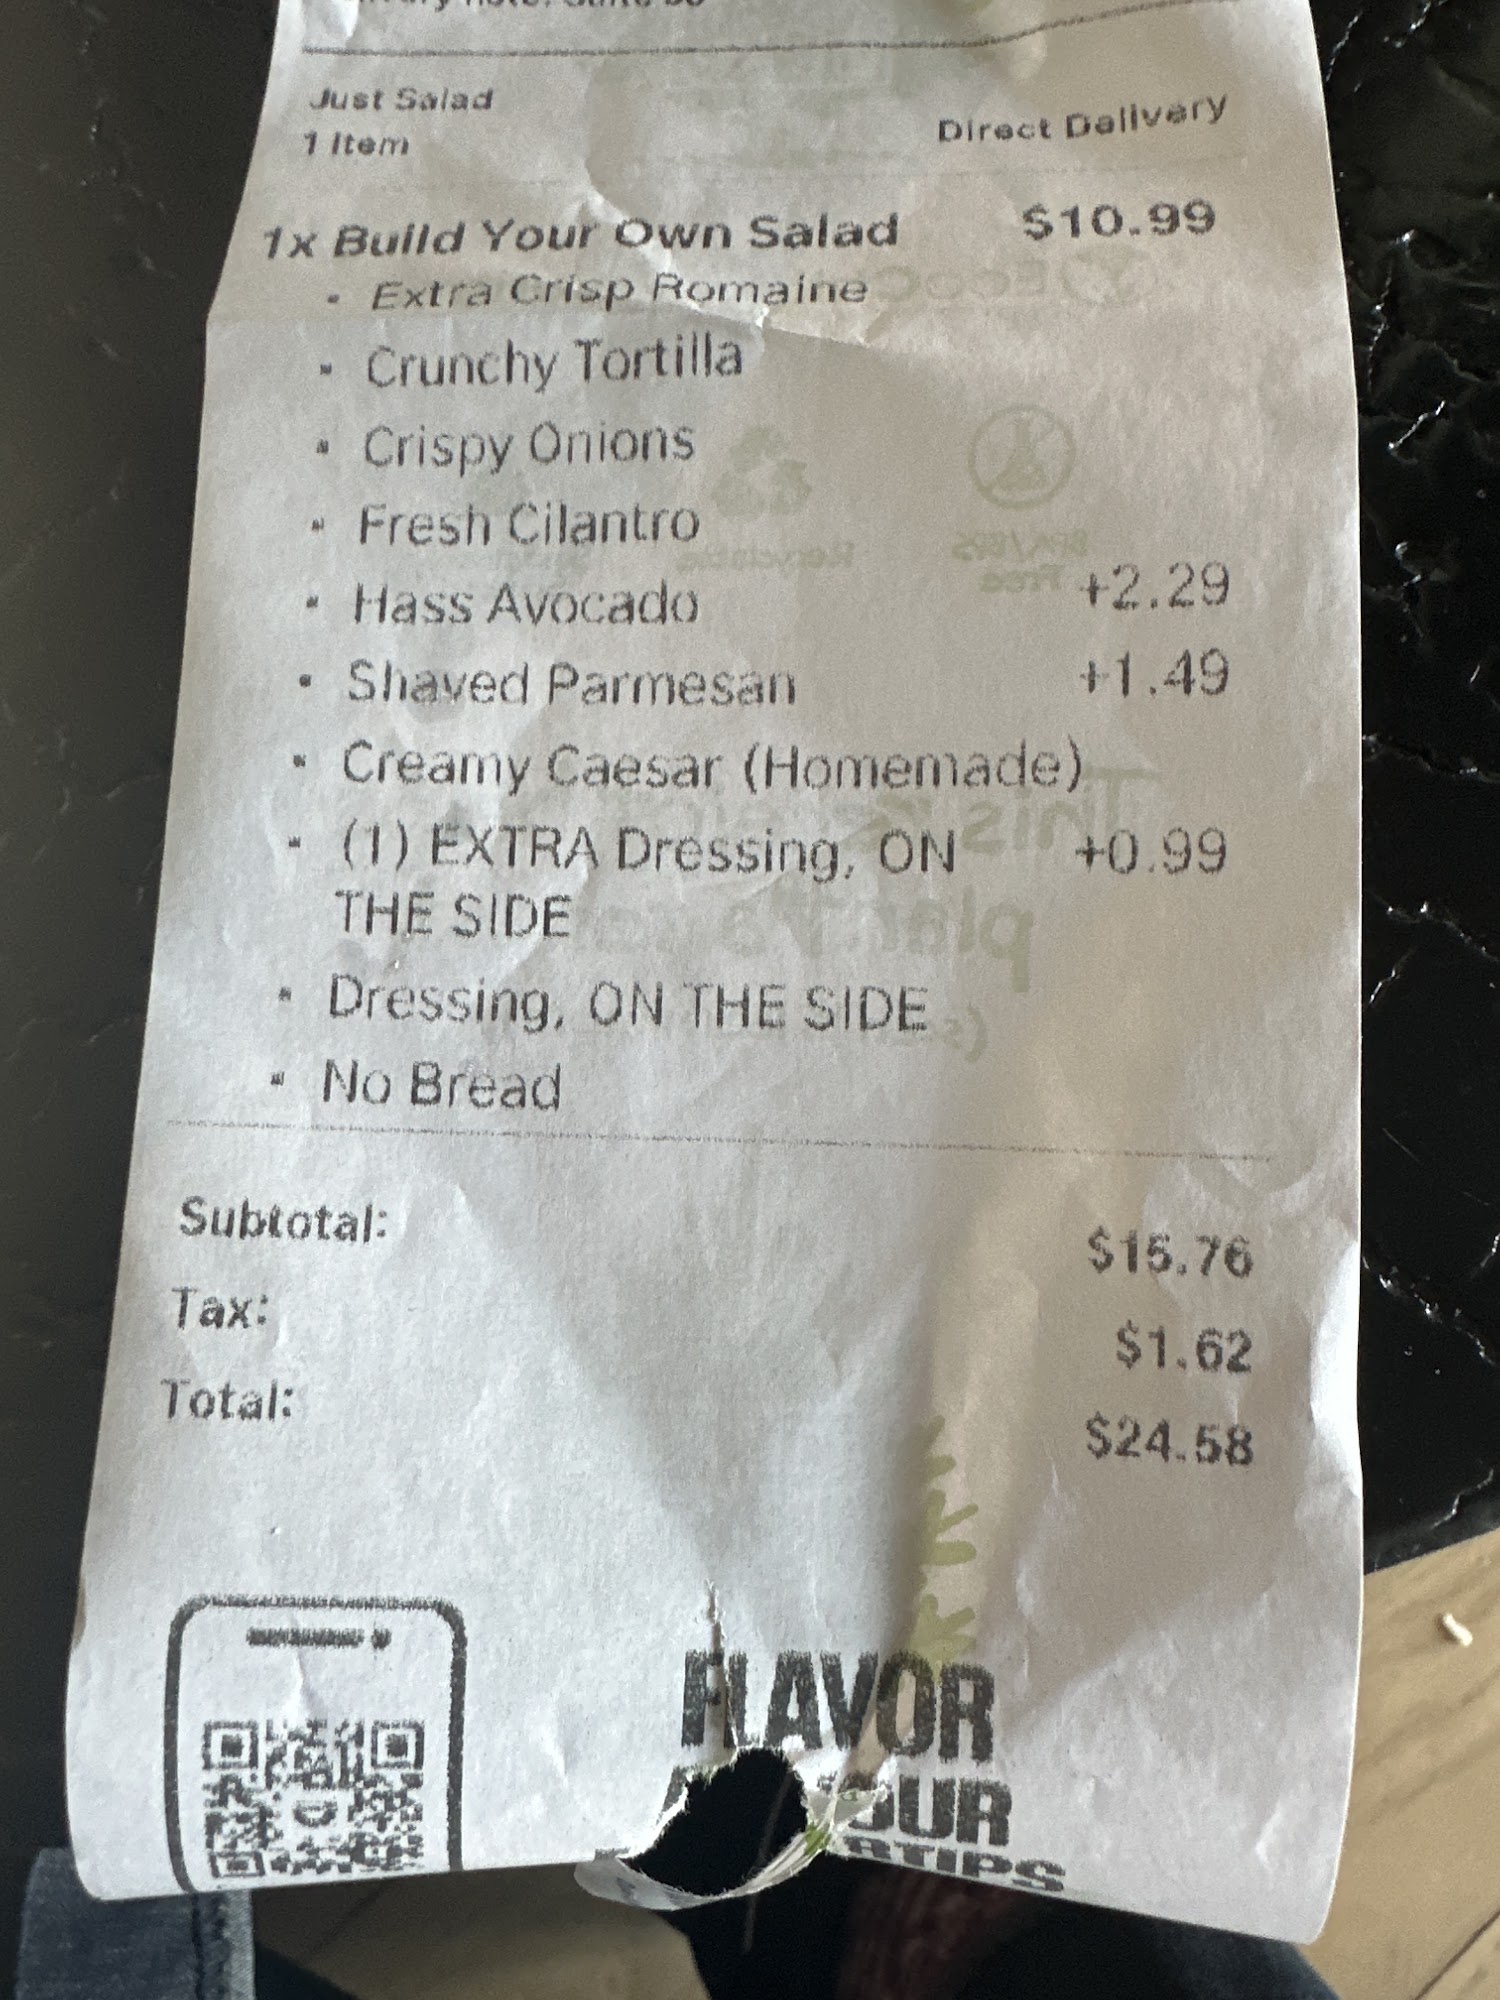 Just Salad
1 Item
Direct Delivery
1x Build Your Own Salad $10.99
· Extra Crisp Romaine
· Crunchy Tortilla
· Crispy Onions
· Fresh Cilantro
· Hass Avocado +2.29
· Shaved Parmesan +1.49
· Creamy Caesar (Homemade)
· (1) EXTRA Dressing, ON +0.99
THE SIDE
· Dressing, ON THE SIDE
· No Bread
Subtotal: $15.76
Tax: $1.62
Total: $24.58
FLAVOR